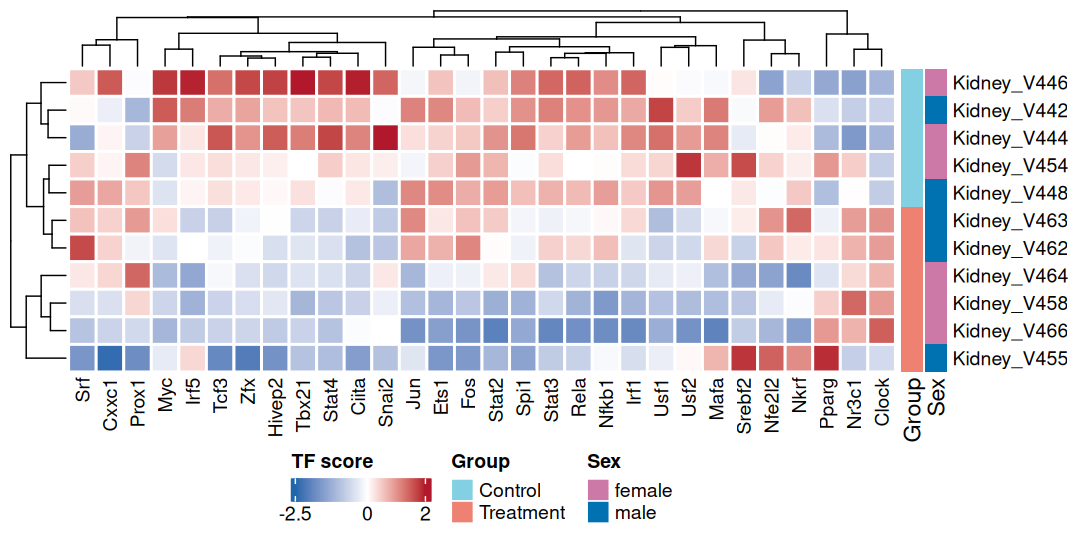 Kidney_V446
Kidney_V442
Kidney_V444
Kidney_V454
Kidney_V448
Kidney_V463
Kidney_V462
Kidney_V464
Kidney_V458
Kidney_V466
Kidney_V455
Srf Cxxc1 Prox1 Myc Irf5 Tcf3 Zfx Hivep2 Tbx21 Stat4 Ciita Snai2 Jun Ets1 Fos Stat2 Spi1 Stat3 Rela Nfkb1 Irf1 Usf1 Usf2 Mafa Srebf2 Nfe2l2 Nkrf Pparg Nr3c1 Clock Group Sex
TF score Group Sex
Control female
Treatment male
-2.5 0 2